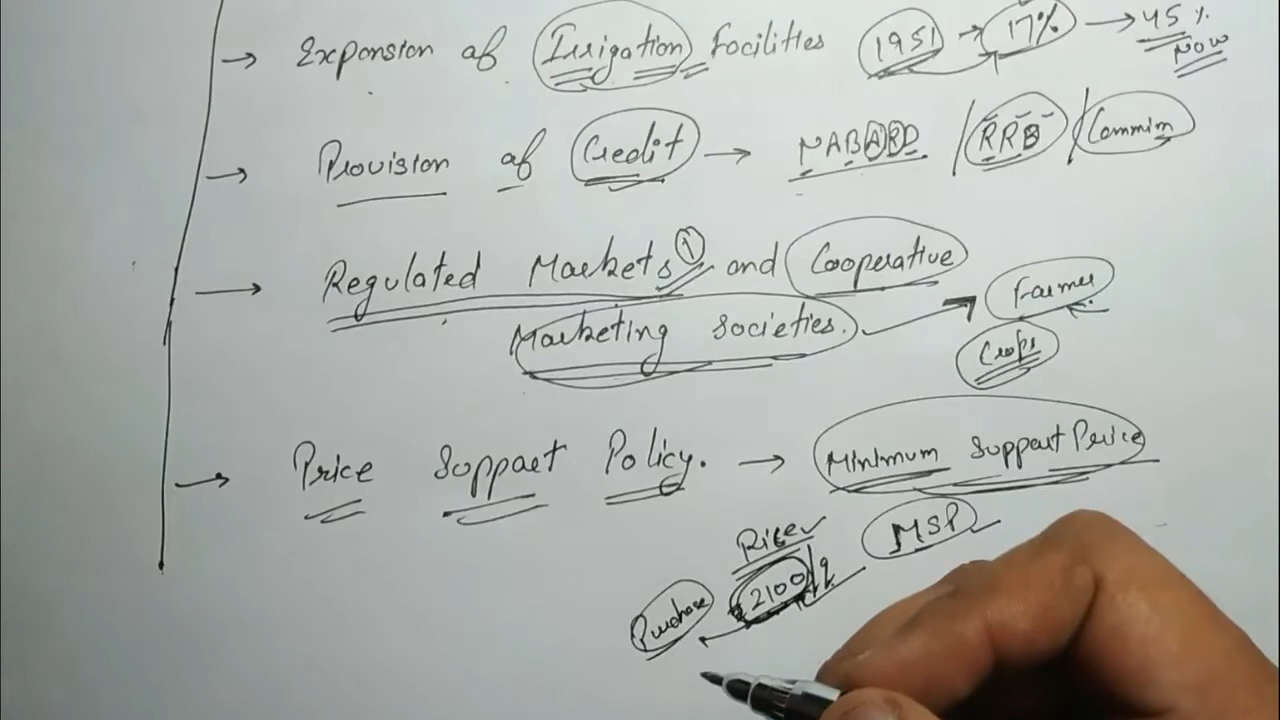 → Expansion of Irrigation Facilities 1951 → 17% → 45% Now
→ Provision of Credit → NABARD / RRB / Commim
→ Regulated Markets ① and Cooperative
Marketing Societies. → Farmer
Crops
→ Price Support Policy. → Minimum Support Price
Rice MSP
Purchase 2100/q